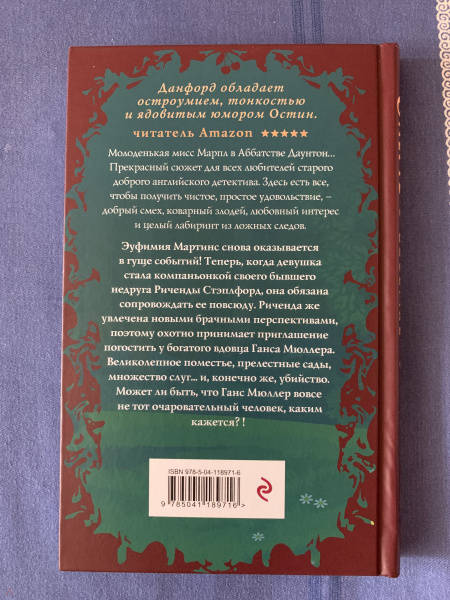 Данфорд обладает
остроумием, тонкостью
и ядовитым юмором Остин.
читатель Amazon ★★★★★
Молоденькая мисс Марпл в Аббатстве Даунтон...
Прекрасный сюжет для всех любителей старого
доброго английского детектива. Здесь есть все,
чтобы получить чистое, простое удовольствие, –
добрый смех, коварный злодей, любовный интерес
и целый лабиринт из ложных следов.
Эуфимия Мартинс снова оказывается
в гуще событий! Теперь, когда девушка
стала компаньонкой своего бывшего
недруга Риченды Стэплфорд, она обязана
сопровождать ее повсюду. Риченда же
увлечена новыми брачными перспективами,
поэтому охотно принимает приглашение
погостить у богатого вдовца Ганса Мюллера.
Великолепное поместье, прелестные сады,
множество слуг... и, конечно же, убийство.
Может ли быть, что Ганс Мюллер вовсе
не тот очаровательный человек, каким
кажется?!
ISBN 978-5-04-118971-6
9 785041 189716 >